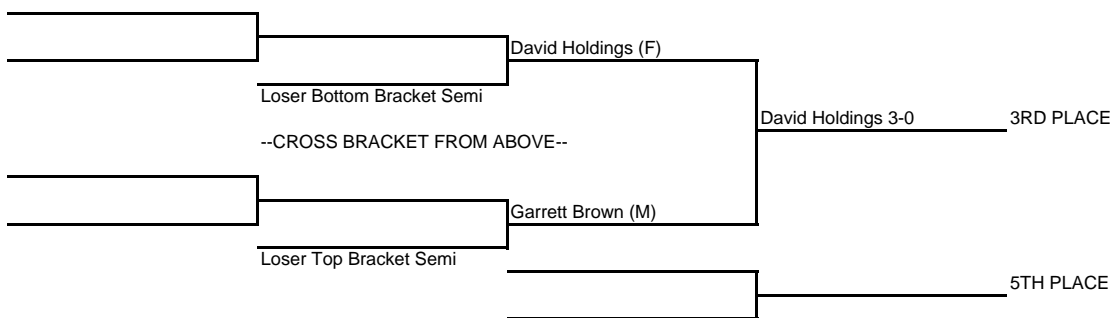 David Holdings (F)
Loser Bottom Bracket Semi
David Holdings 3-0
3RD PLACE
--CROSS BRACKET FROM ABOVE--
Garrett Brown (M)
Loser Top Bracket Semi
5TH PLACE